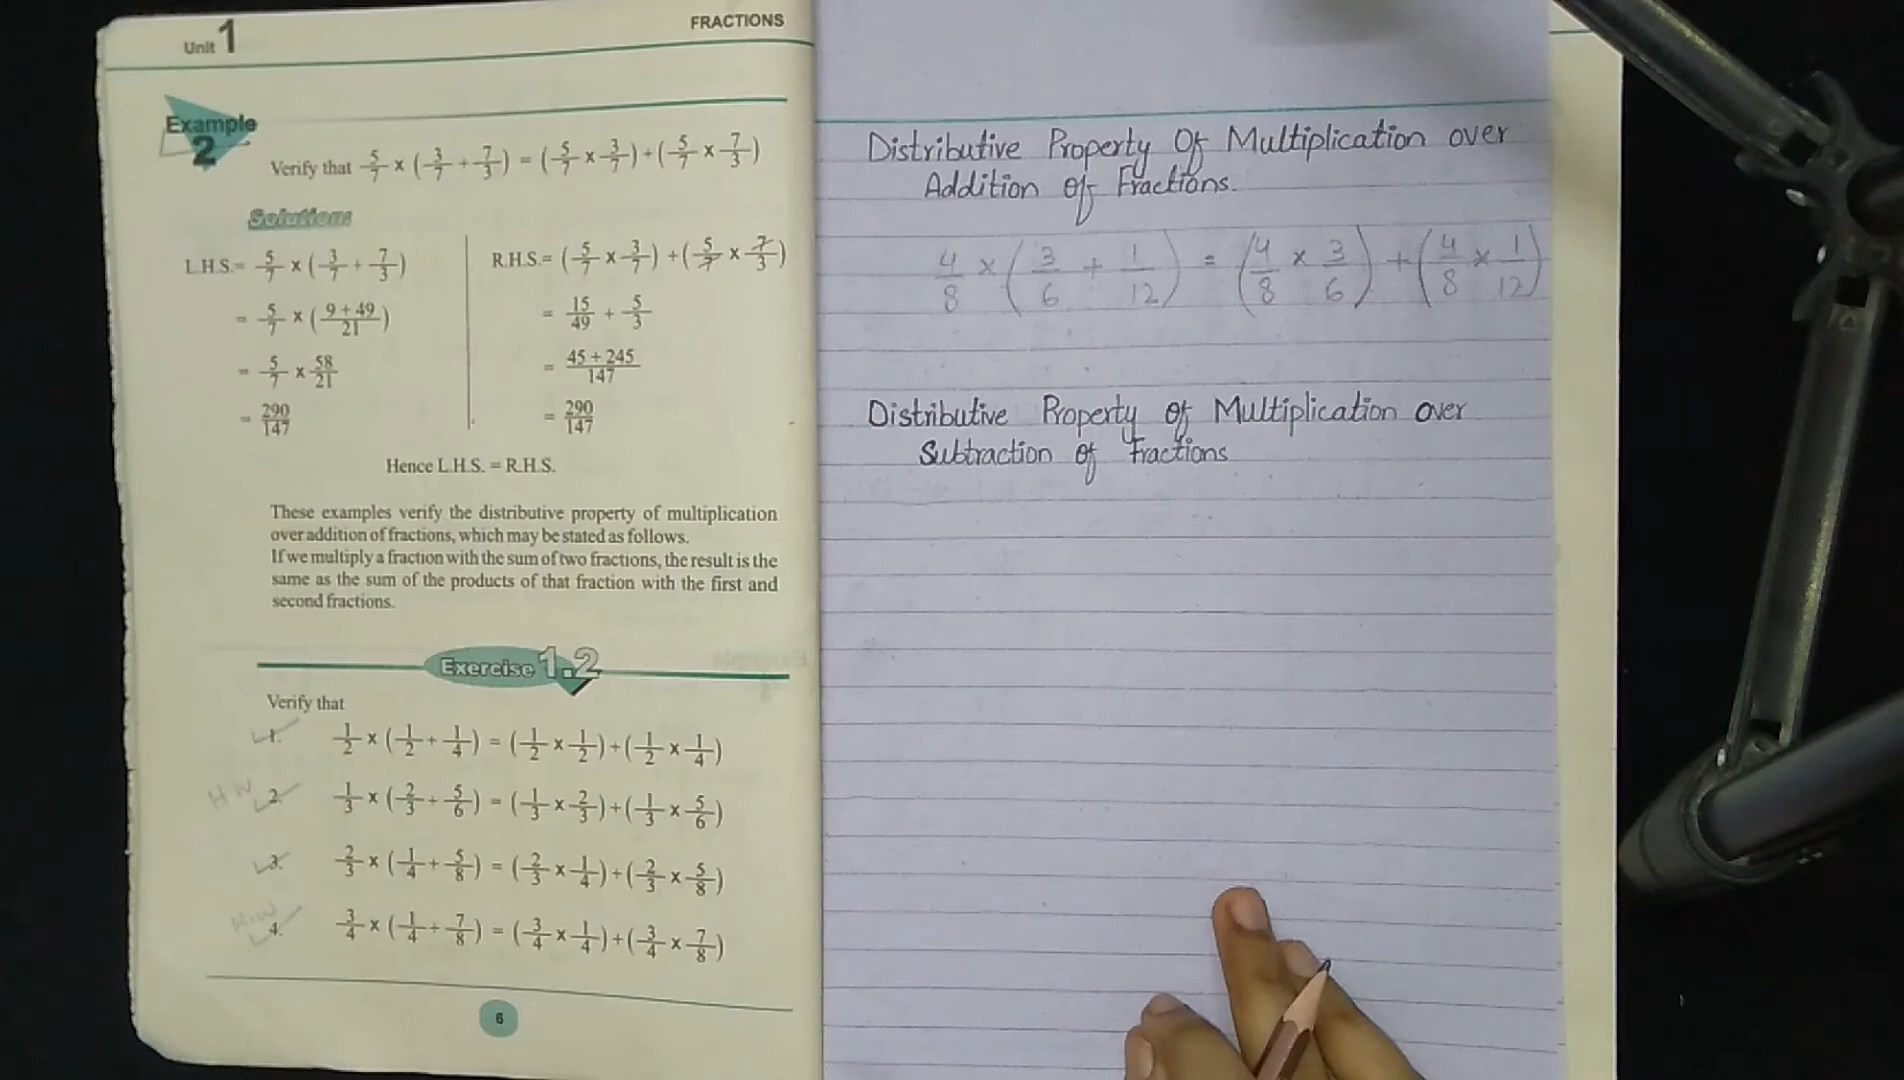 Unit 1
FRACTIONS
Example
2
Verify that 5/7 × (3/7 + 7/3) = (5/7 × 3/7) + (5/7 × 7/3)
Solution:
L.H.S. = 5/7 × (3/7 + 7/3)
= 5/7 × (9 + 49/21)
= 5/7 × 58/21
= 290/147
R.H.S. = (5/7 × 3/7) + (5/7 × 7/3)
= 15/49 + 5/3
= 45 + 245/147
= 290/147
Hence L.H.S. = R.H.S.
These examples verify the distributive property of multiplication
over addition of fractions, which may be stated as follows.
If we multiply a fraction with the sum of two fractions, the result is the
same as the sum of the products of that fraction with the first and
second fractions.
Exercise 1.2
Verify that
1. 1/2 × (1/2 + 1/4) = (1/2 × 1/2) + (1/2 × 1/4)
HW 2. 1/3 × (2/3 + 5/6) = (1/3 × 2/3) + (1/3 × 5/6)
3. 2/3 × (1/4 + 5/8) = (2/3 × 1/4) + (2/3 × 5/8)
H.W 4. 3/4 × (1/4 + 7/8) = (3/4 × 1/4) + (3/4 × 7/8)
6
Distributive Property Of Multiplication over
Addition of Fractions.
4/8 × (3/6 + 1/12) = (4/8 × 3/6) + (4/8 × 1/12)
Distributive Property of Multiplication over
Subtraction of Fractions